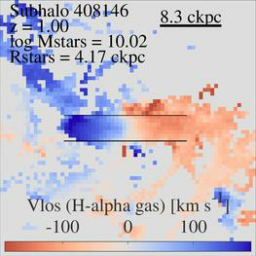 Subhalo 408146
z = 1.00
8.3 ckpc
log Mstars = 10.02
Rstars = 4.17 ckpc
Vlos (H-alpha gas) [km s⁻¹]
-100 0 100